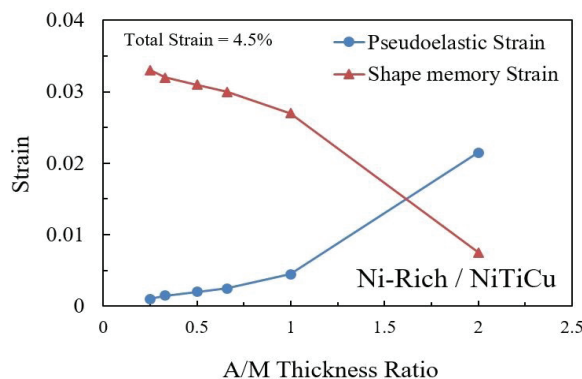 0.04
Total Strain = 4.5%
Pseudoelastic Strain
Shape memory Strain
0.03
Strain
0.02
0.01
Ni-Rich / NiTiCu
0
0
0.5
1
1.5
2
2.5
A/M Thickness Ratio